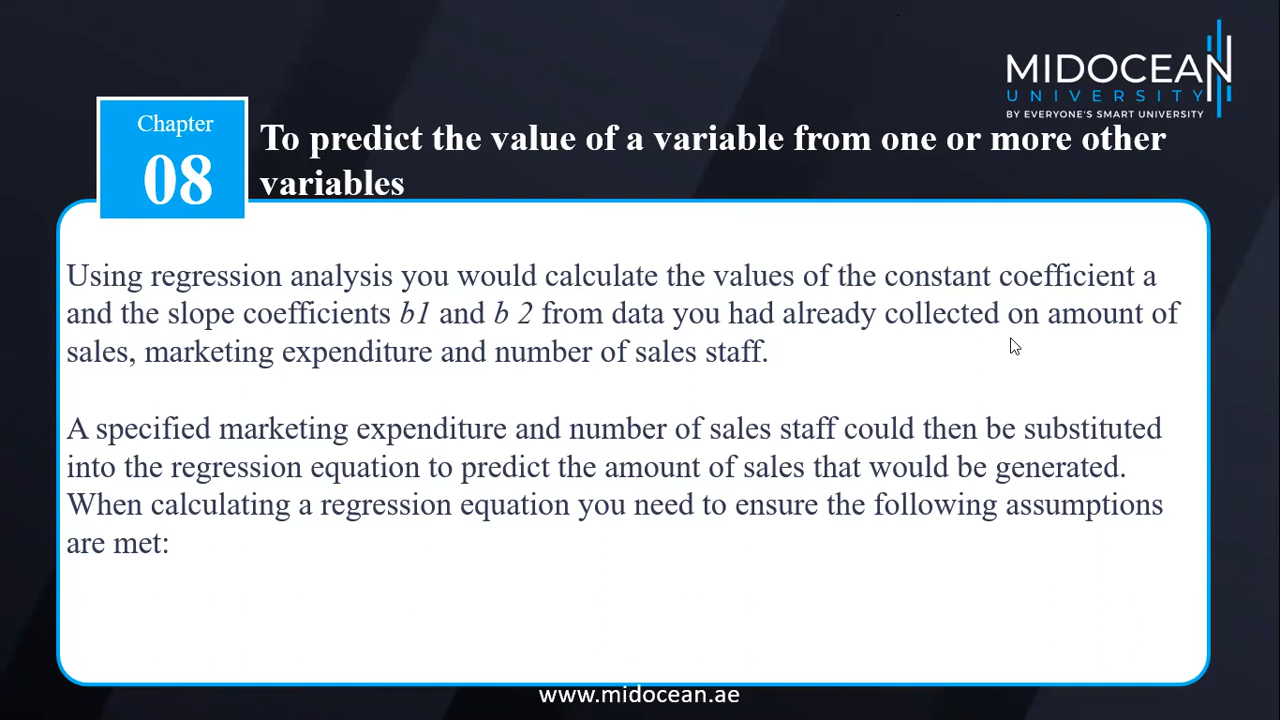 MIDOCEAN
UNIVERSITY
BY EVERYONE'S SMART UNIVERSITY
Chapter
08
To predict the value of a variable from one or more other
variables
Using regression analysis you would calculate the values of the constant coefficient a
and the slope coefficients b1 and b 2 from data you had already collected on amount of
sales, marketing expenditure and number of sales staff.
A specified marketing expenditure and number of sales staff could then be substituted
into the regression equation to predict the amount of sales that would be generated.
When calculating a regression equation you need to ensure the following assumptions
are met:
www.midocean.ae